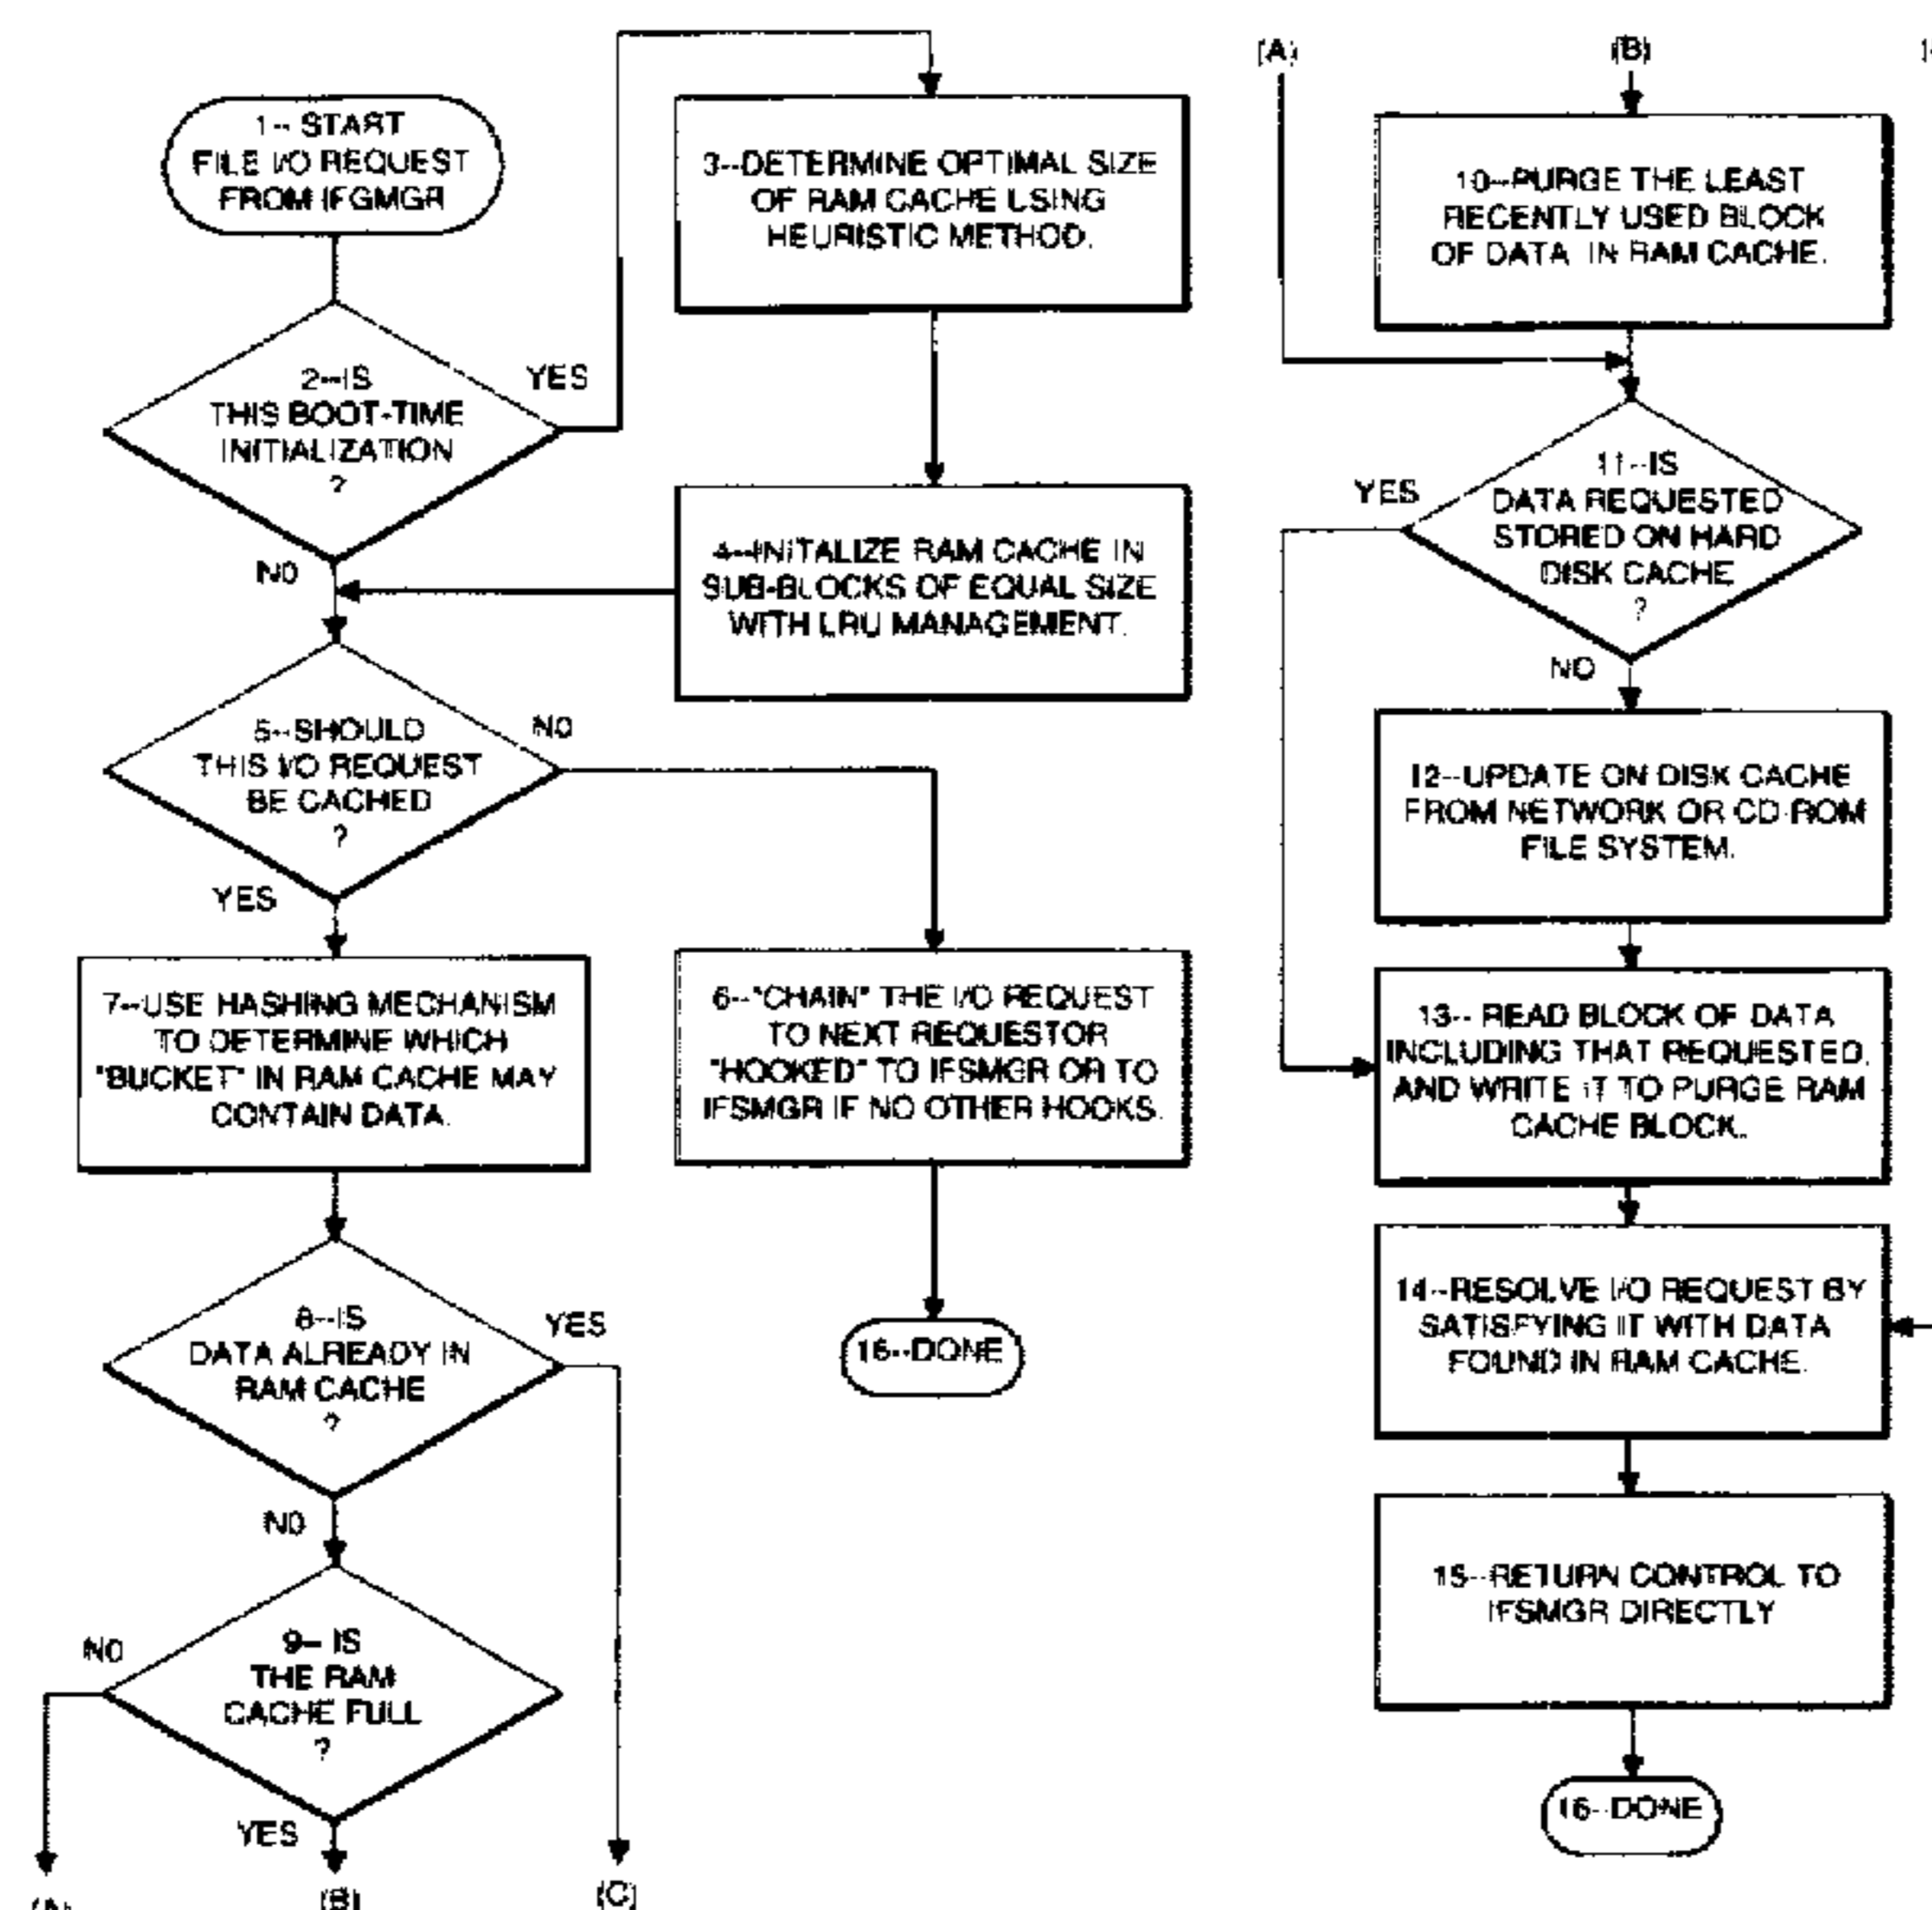 1-- START
FILE I/O REQUEST
FROM IFGMGR
2--IS
THIS BOOT-TIME
INITIALIZATION
?
YES
NO
3--DETERMINE OPTIMAL SIZE
OF RAM CACHE USING
HEURISTIC METHOD.
4--INITALIZE RAM CACHE IN
SUB-BLOCKS OF EQUAL SIZE
WITH LRU MANAGEMENT.
5--SHOULD
THIS I/O REQUEST
BE CACHED
?
NO
YES
6--"CHAIN" THE I/O REQUEST
TO NEXT REQUESTOR
"HOOKED" TO IFSMGR OR TO
IFSMGR IF NO OTHER HOOKS.
16--DONE
7--USE HASHING MECHANISM
TO DETERMINE WHICH
"BUCKET" IN RAM CACHE MAY
CONTAIN DATA.
8--IS
DATA ALREADY IN
RAM CACHE
?
YES
NO
9-- IS
THE RAM
CACHE FULL
?
NO
YES
(A)
(B)
(C)
(A)
(B)
10--PURGE THE LEAST
RECENTLY USED BLOCK
OF DATA IN RAM CACHE.
11--IS
DATA REQUESTED
STORED ON HARD
DISK CACHE
?
YES
NO
12--UPDATE ON DISK CACHE
FROM NETWORK OR CD-ROM
FILE SYSTEM.
13-- READ BLOCK OF DATA
INCLUDING THAT REQUESTED,
AND WRITE IT TO PURGE RAM
CACHE BLOCK.
14--RESOLVE I/O REQUEST BY
SATISFYING IT WITH DATA
FOUND IN RAM CACHE.
15--RETURN CONTROL TO
IFSMGR DIRECTLY
16--DONE